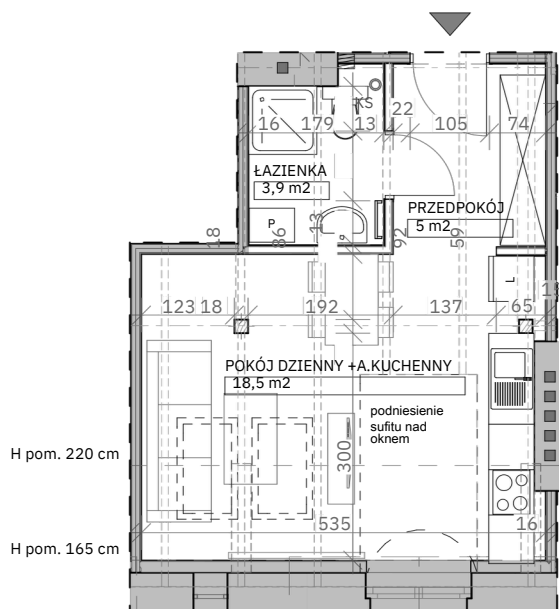 KS
22
16 179 13 105 74
ŁAZIENKA
3,9 m2
PRZEDPOKÓJ
5 m2
P
18
86
13
92
59
L
123 18 192 137 65
15
POKÓJ DZIENNY +A.KUCHENNY
18,5 m2
podniesienie
sufitu nad
oknem
300
H pom. 220 cm
535 16
H pom. 165 cm